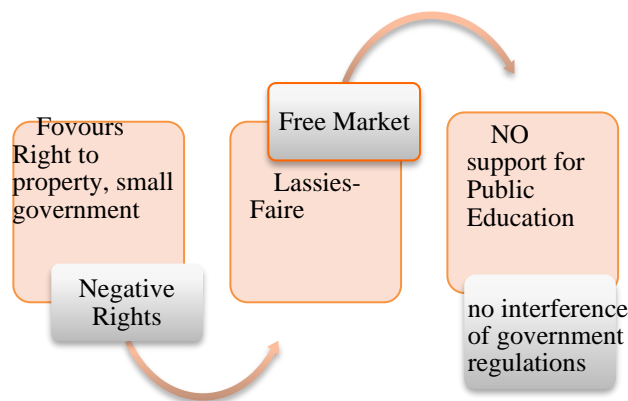 Fovours
Right to
property, small
government
Negative
Rights
Free Market
Lassies-
Faire
NO
support for
Public
Education
no interference
of government
regulations